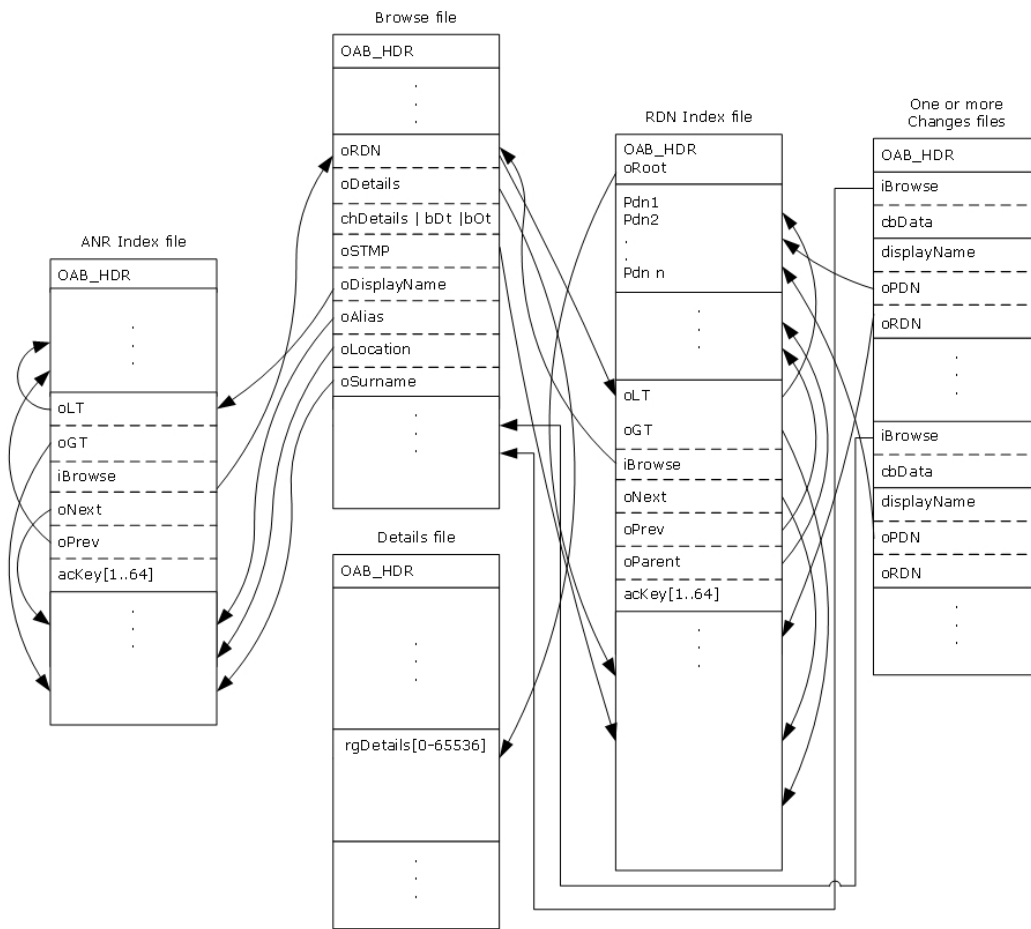 Browse file
OAB_HDR
.
.
.
oRDN
oDetails
chDetails | bDt |bOt
oSTMP
oDisplayName
oAlias
oLocation
oSurname
.
.
.
ANR Index file
OAB_HDR
.
.
.
oLT
oGT
iBrowse
oNext
oPrev
acKey[1..64]
.
.
.
Details file
OAB_HDR
.
.
.
rgDetails[0-65536]
.
.
.
RDN Index file
OAB_HDR
oRoot
Pdn1
Pdn2
.
.
Pdn n
.
.
.
oLT
oGT
iBrowse
oNext
oPrev
oParent
acKey[1..64]
.
.
.
One or more
Changes files
OAB_HDR
iBrowse
cbData
displayName
oPDN
oRDN
.
.
.
iBrowse
cbData
displayName
oPDN
oRDN
.
.
.